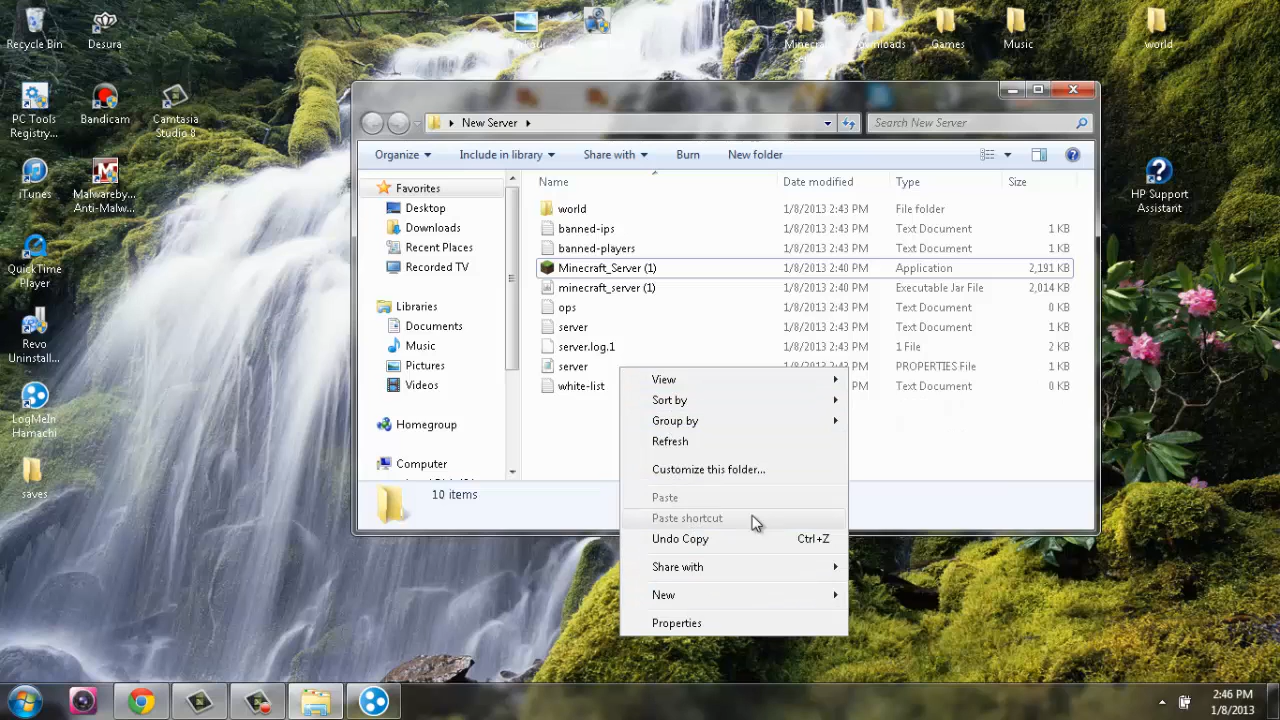 Recycle Bin
Desura
Games
Music
world
PC Tools
Registry...
Bandicam
Camtasia
Studio 8
iTunes
Malwareby...
Anti-Malw...
QuickTime
Player
Revo
Uninstall...
LogMeIn
Hamachi
saves
HP Support
Assistant
New Server
Search New Server
Organize
Include in library
Share with
Burn
New folder
Favorites
Desktop
Downloads
Recent Places
Recorded TV
Libraries
Documents
Music
Pictures
Videos
Homegroup
Computer
Name Date modified Type Size
world 1/8/2013 2:43 PM File folder
banned-ips 1/8/2013 2:43 PM Text Document 1 KB
banned-players 1/8/2013 2:43 PM Text Document 1 KB
Minecraft_Server (1) 1/8/2013 2:40 PM Application 2,191 KB
minecraft_server (1) 1/8/2013 2:40 PM Executable Jar File 2,014 KB
ops 1/8/2013 2:43 PM Text Document 0 KB
server 1/8/2013 2:43 PM Text Document 1 KB
server.log.1 1/8/2013 2:43 PM 1 File 2 KB
server PROPERTIES File 1 KB
white-list PM Text Document 0 KB
10 items
View
Sort by
Group by
Refresh
Customize this folder...
Paste
Paste shortcut
Undo Copy Ctrl+Z
Share with
New
Properties
2:46 PM
1/8/2013